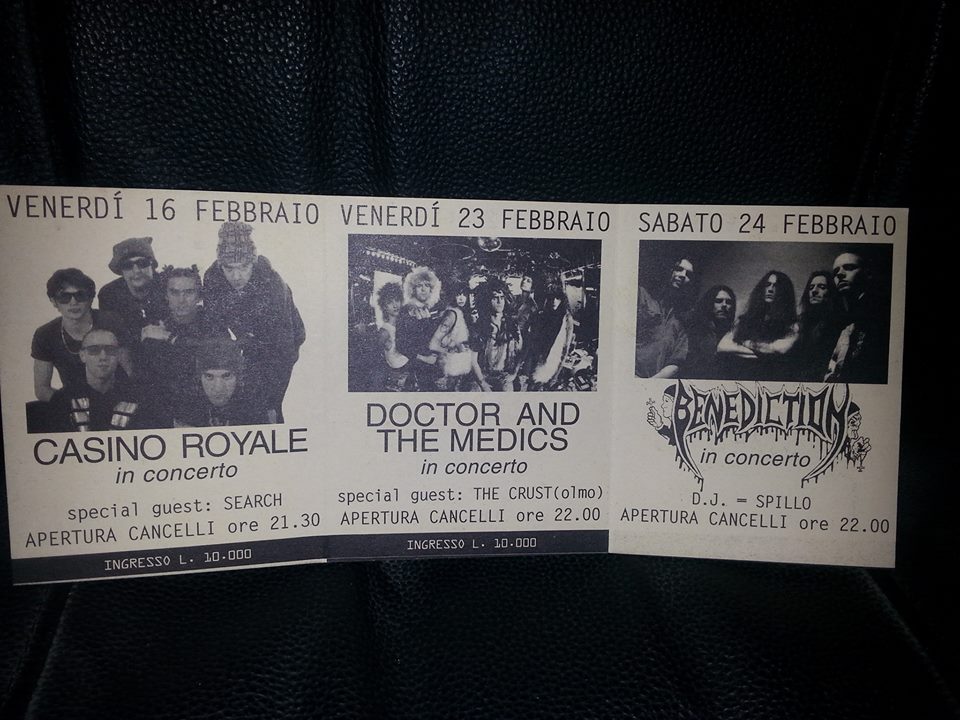 VENERDÍ 16 FEBBRAIO
CASINO ROYALE
in concerto
special guest: SEARCH
APERTURA CANCELLI ore 21.30
INGRESSO L. 10.000
VENERDÍ 23 FEBBRAIO
DOCTOR AND
THE MEDICS
in concerto
special guest: THE CRUST(olmo)
APERTURA CANCELLI ore 22.00
INGRESSO L. 10.000
SABATO 24 FEBBRAIO
BENEDICTION
in concerto
D.J. = SPILLO
APERTURA CANCELLI ore 22.00